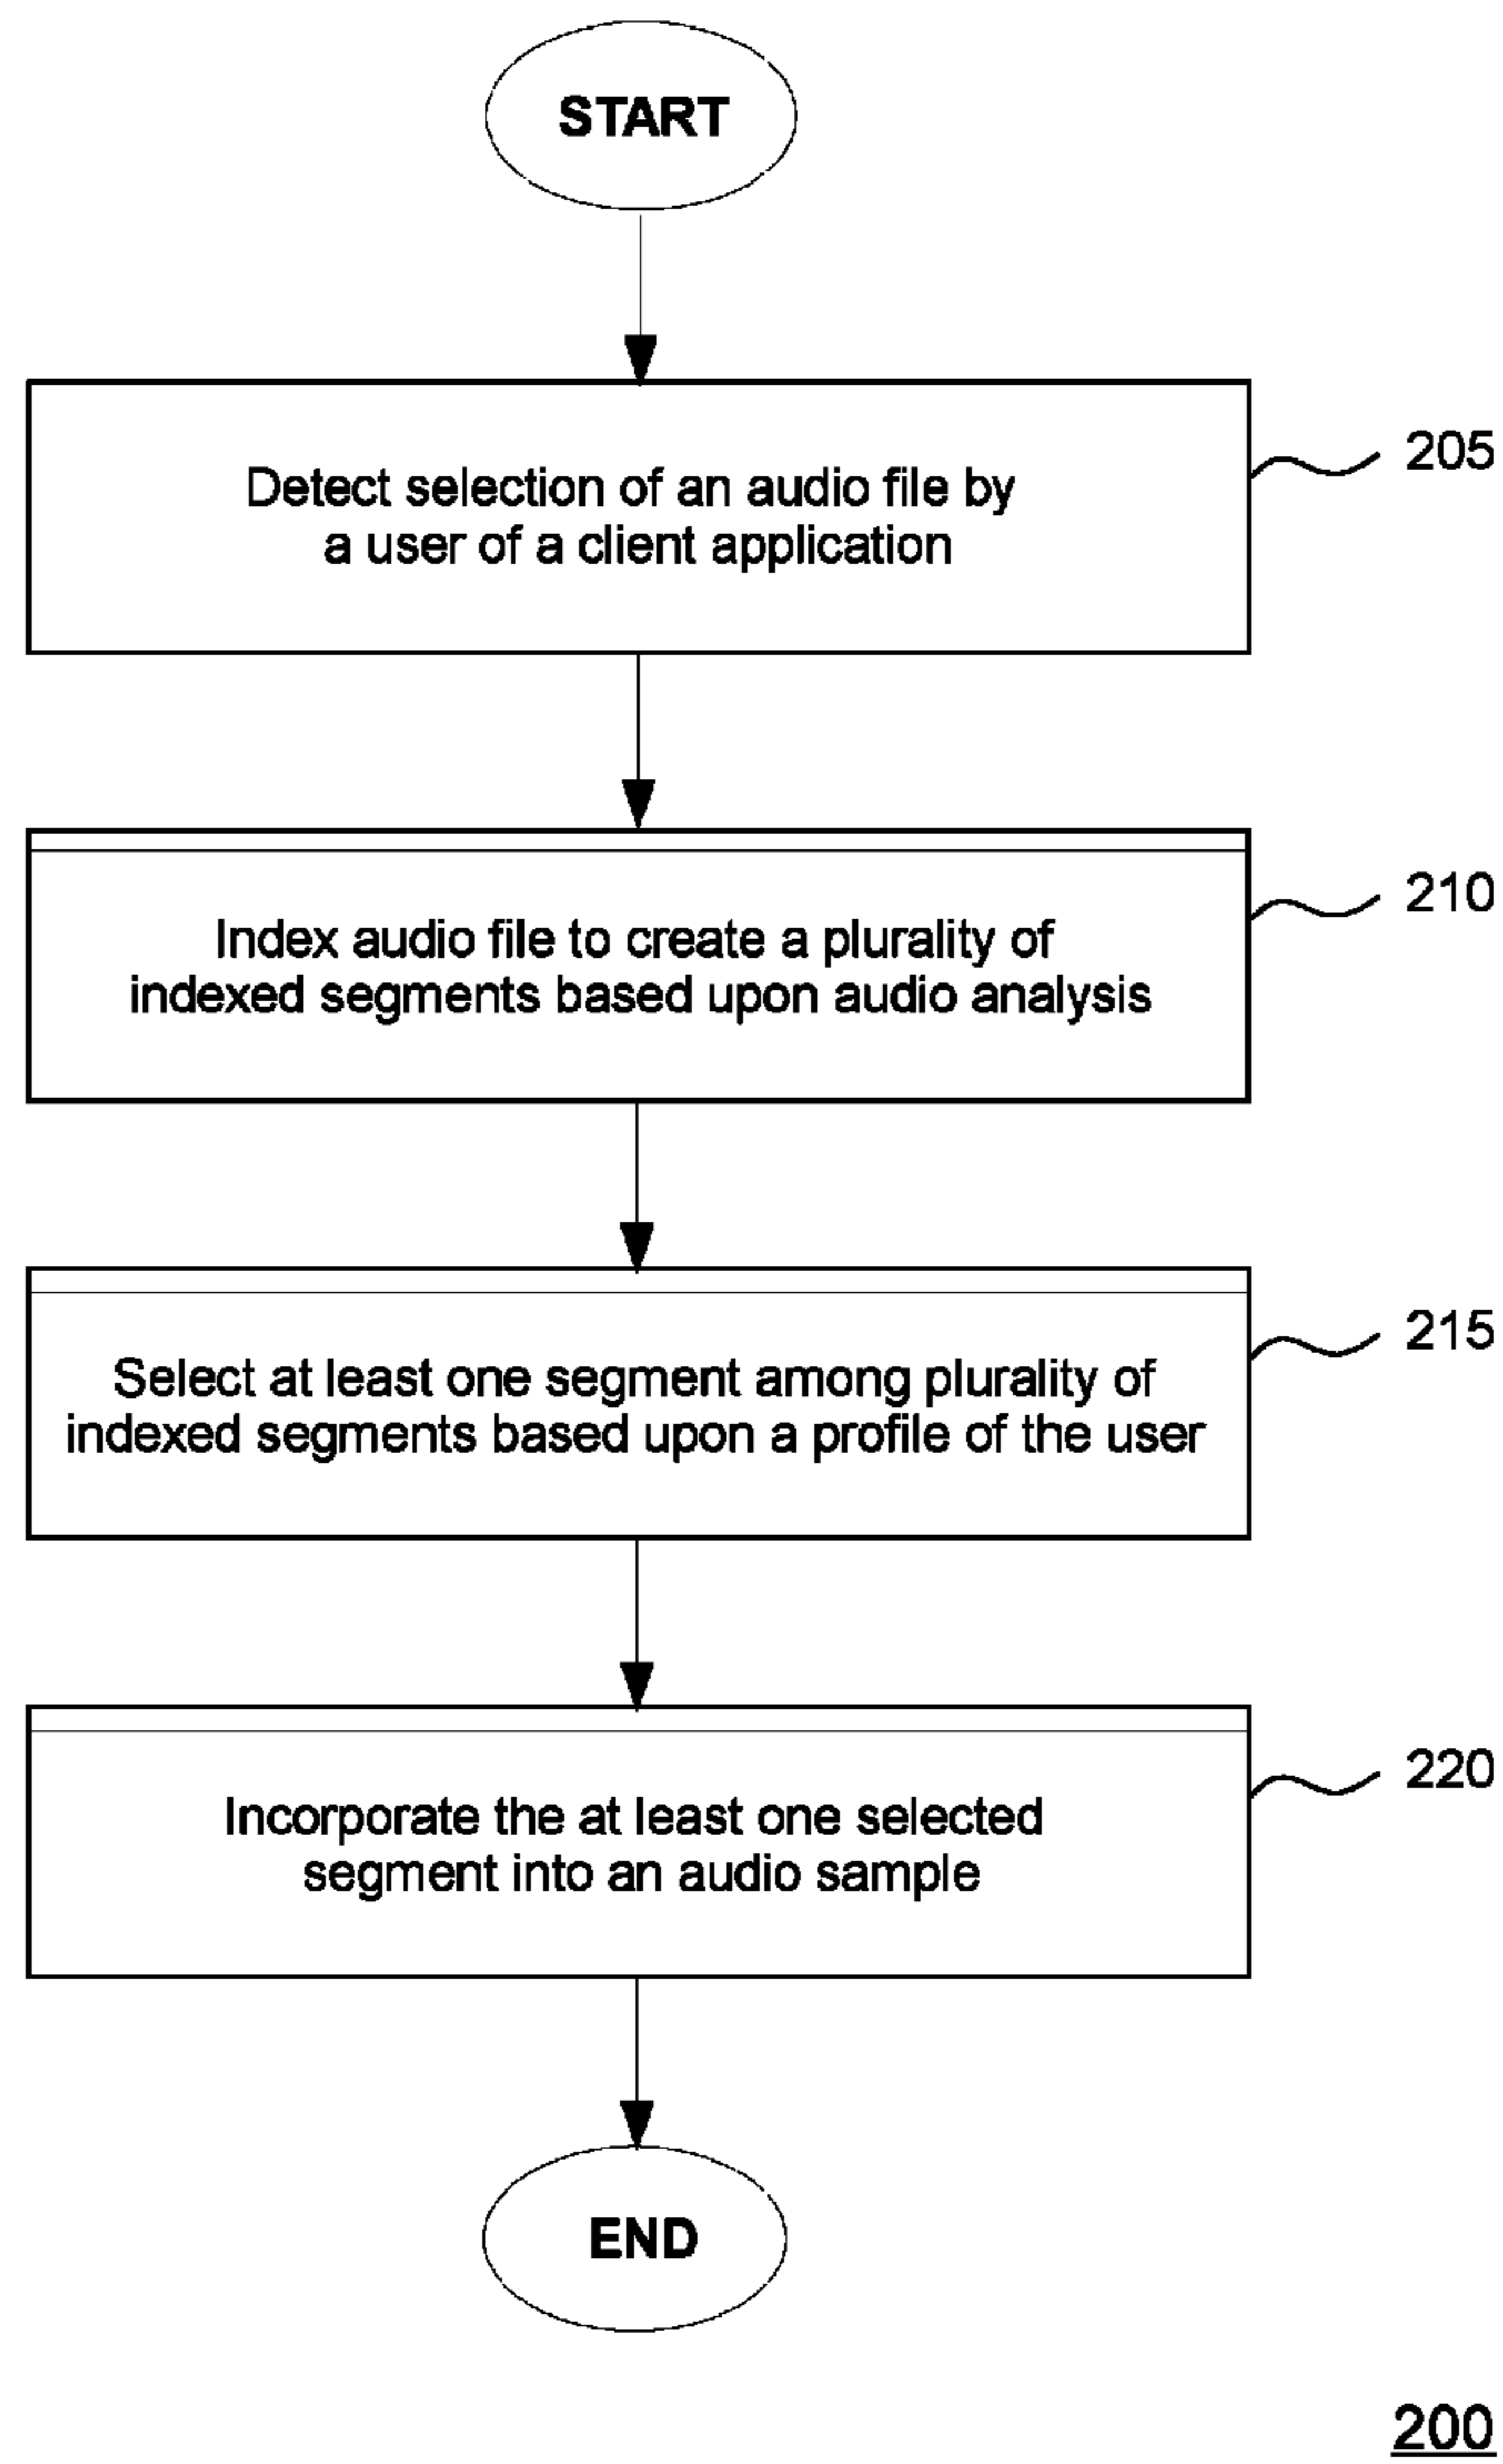 START
Detect selection of an audio file by
a user of a client application
205
Index audio file to create a plurality of
indexed segments based upon audio analysis
210
Select at least one segment among plurality of
indexed segments based upon a profile of the user
215
Incorporate the at least one selected
segment into an audio sample
220
END
200